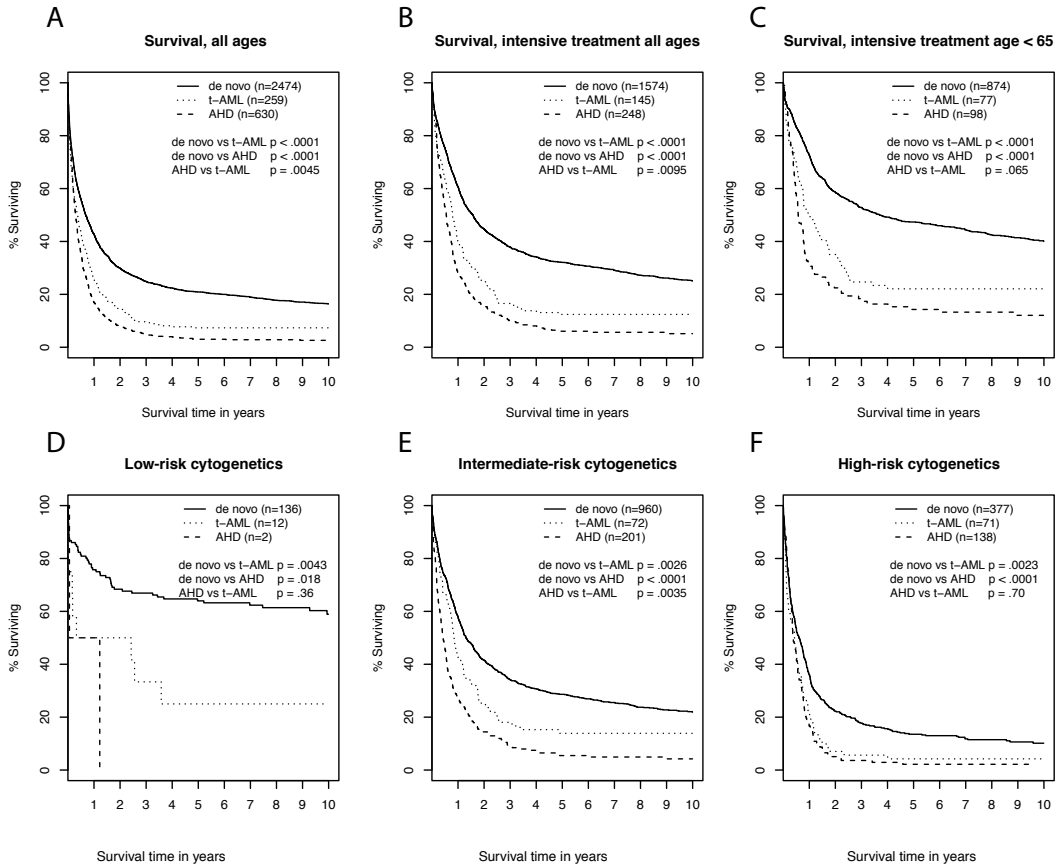 A
Survival, all ages
% Surviving
100
80
60
40
20
0
de novo (n=2474)
t−AML (n=259)
AHD (n=630)
de novo vs t−AML p < .0001
de novo vs AHD p < .0001
AHD vs t−AML p = .0045
1 2 3 4 5 6 7 8 9 10
Survival time in years
B
Survival, intensive treatment all ages
% Surviving
100
80
60
40
20
0
de novo (n=1574)
t−AML (n=145)
AHD (n=248)
de novo vs t−AML p < .0001
de novo vs AHD p < .0001
AHD vs t−AML p = .0095
1 2 3 4 5 6 7 8 9 10
Survival time in years
C
Survival, intensive treatment age < 65
% Surviving
100
80
60
40
20
0
de novo (n=874)
t−AML (n=77)
AHD (n=98)
de novo vs t−AML p < .0001
de novo vs AHD p < .0001
AHD vs t−AML p = .065
1 2 3 4 5 6 7 8 9 10
Survival time in years
D
Low−risk cytogenetics
% Surviving
100
80
60
40
20
0
de novo (n=136)
t−AML (n=12)
AHD (n=2)
de novo vs t−AML p = .0043
de novo vs AHD p = .018
AHD vs t−AML p = .36
1 2 3 4 5 6 7 8 9 10
Survival time in years
E
Intermediate−risk cytogenetics
% Surviving
100
80
60
40
20
0
de novo (n=960)
t−AML (n=72)
AHD (n=201)
de novo vs t−AML p = .0026
de novo vs AHD p < .0001
AHD vs t−AML p = .0035
1 2 3 4 5 6 7 8 9 10
Survival time in years
F
High−risk cytogenetics
% Surviving
100
80
60
40
20
0
de novo (n=377)
t−AML (n=71)
AHD (n=138)
de novo vs t−AML p = .0023
de novo vs AHD p < .0001
AHD vs t−AML p = .70
1 2 3 4 5 6 7 8 9 10
Survival time in years